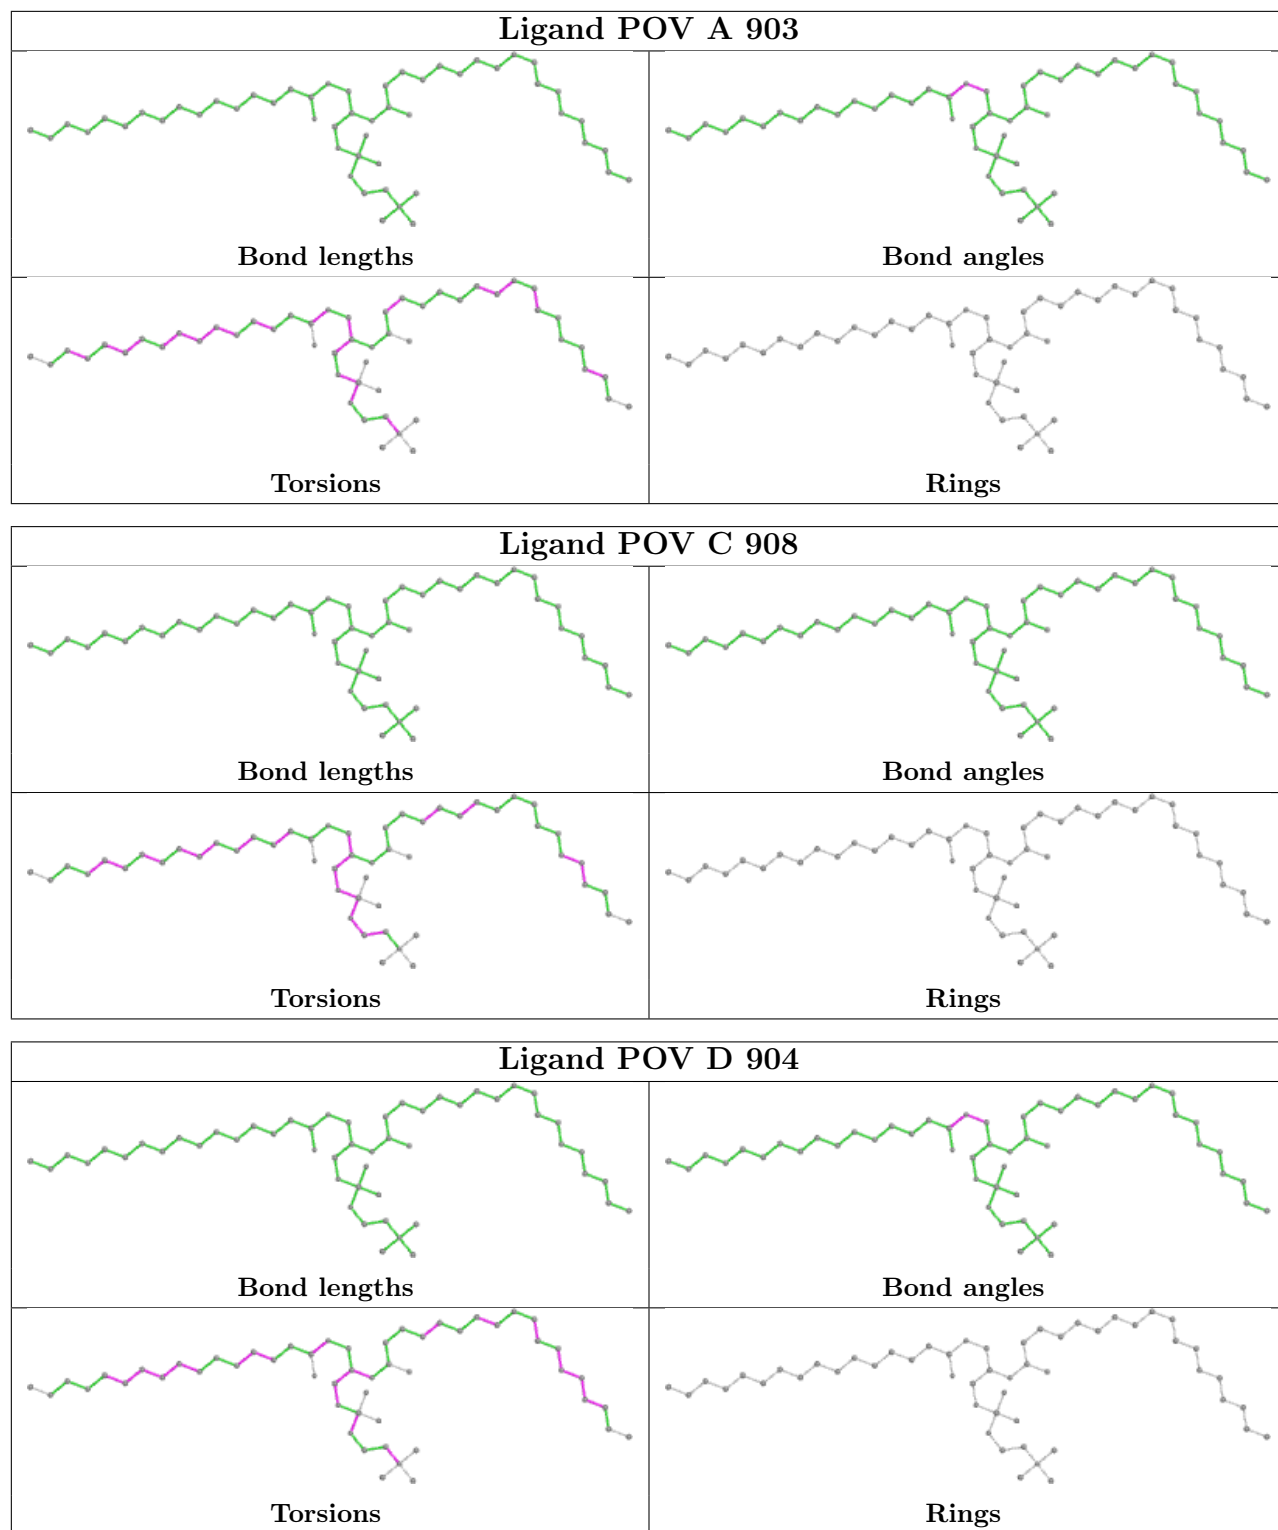 Ligand POV A 903
Bond lengths
Bond angles
Torsions
Rings
Ligand POV C 908
Bond lengths
Bond angles
Torsions
Rings
Ligand POV D 904
Bond lengths
Bond angles
Torsions
Rings